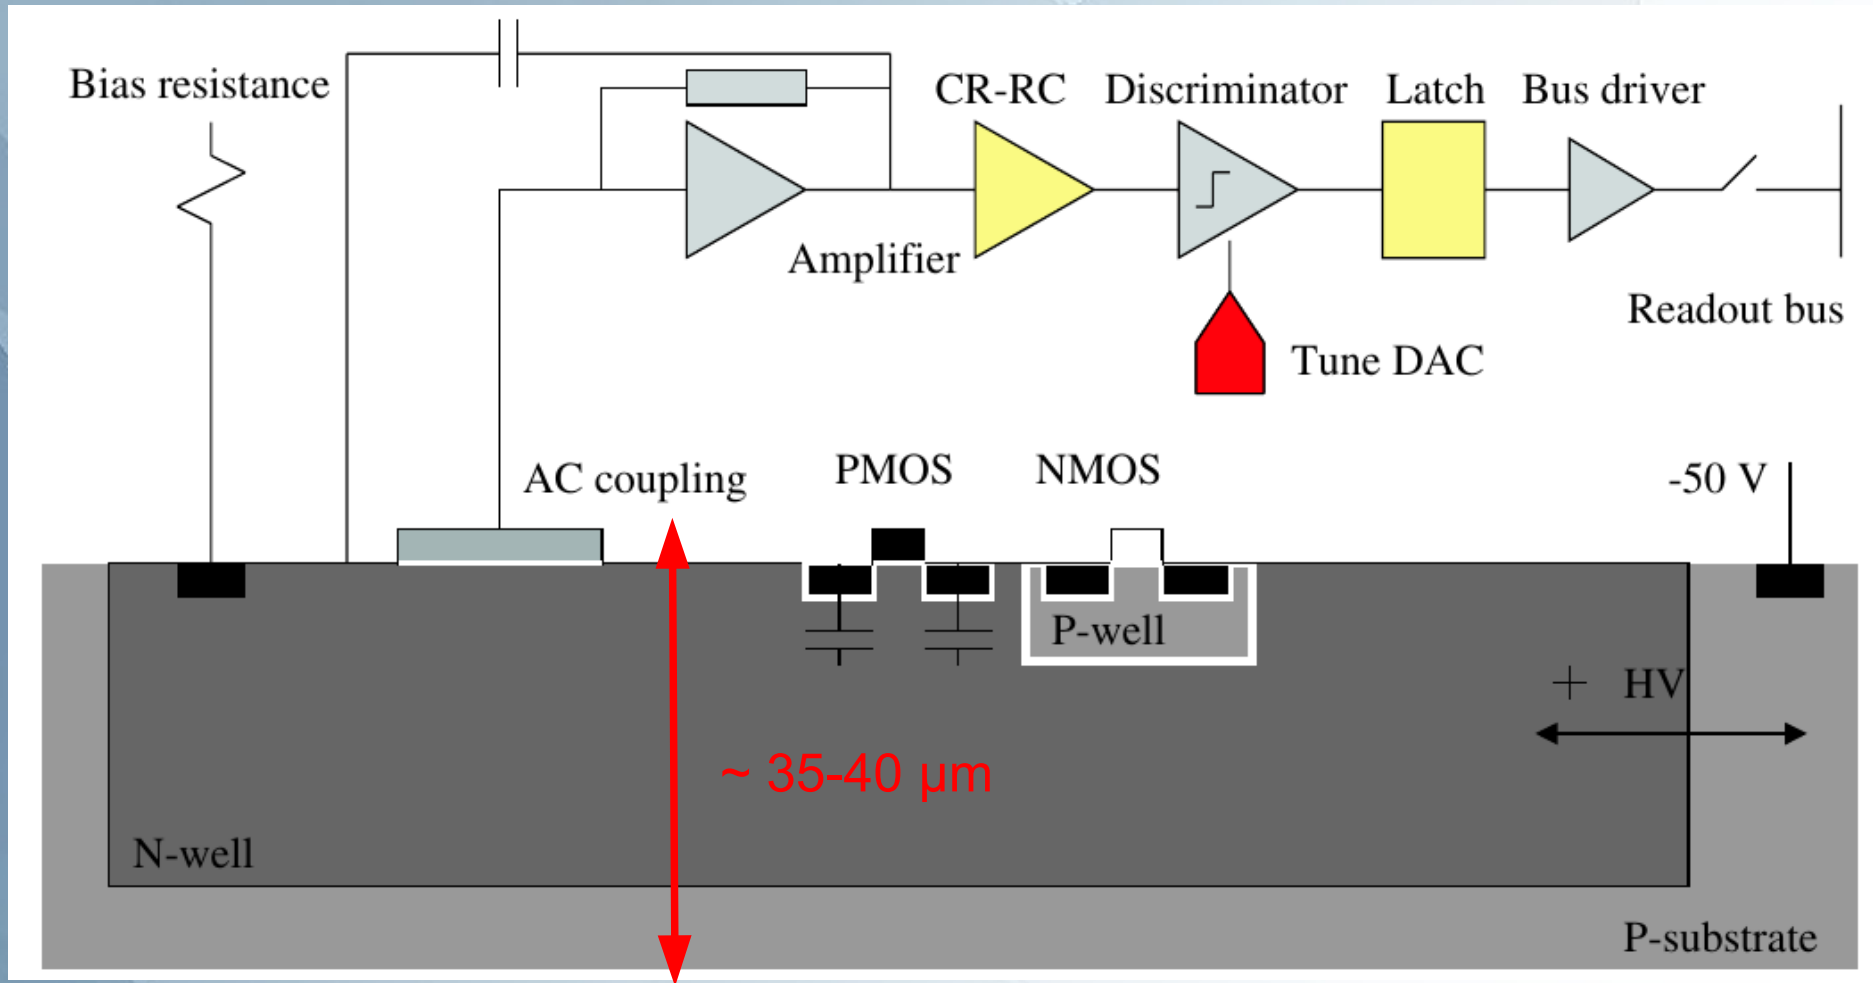 Bias resistance
CR-RC
Discriminator
Latch
Bus driver
Amplifier
Readout bus
Tune DAC
AC coupling
PMOS
NMOS
-50 V
P-well
+ HV
~ 35-40 µm
N-well
P-substrate